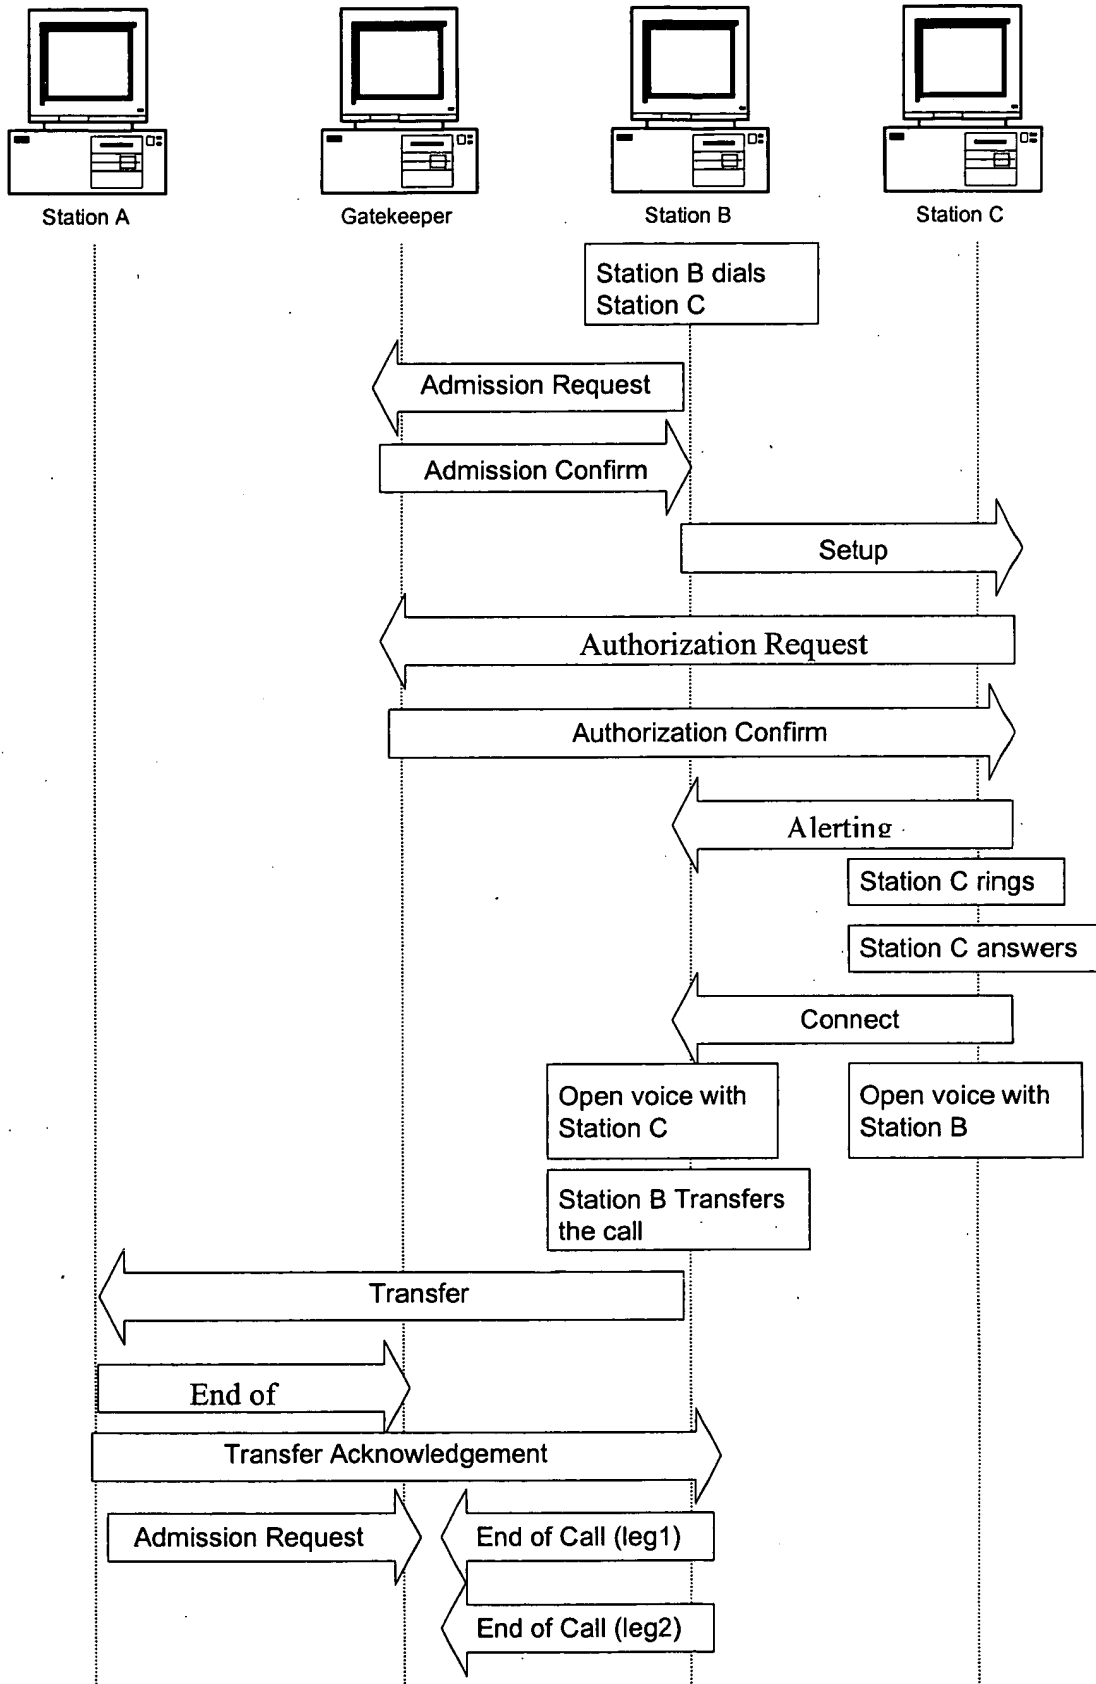 Station A
Gatekeeper
Station B
Station C
Station B dials
Station C
Admission Request
Admission Confirm
Setup
Authorization Request
Authorization Confirm
Alerting
Station C rings
Station C answers
Connect
Open voice with
Station C
Open voice with
Station B
Station B Transfers
the call
Transfer
End of
Transfer Acknowledgement
Admission Request
End of Call (leg1)
End of Call (leg2)